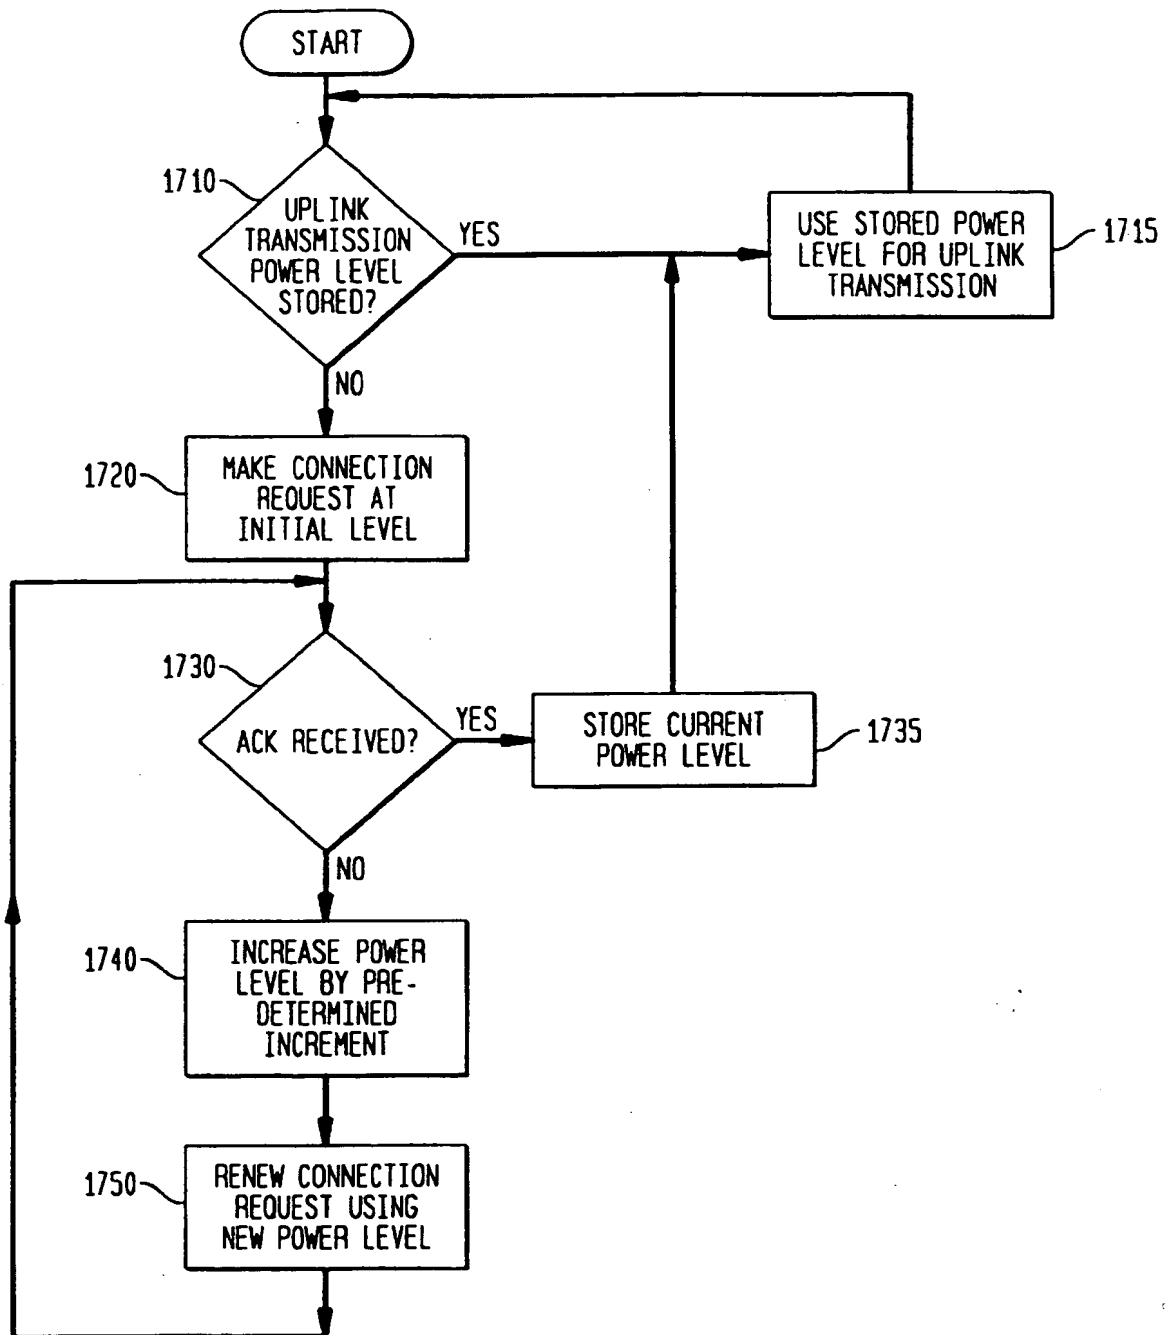 START
1710
UPLINK
TRANSMISSION
POWER LEVEL
STORED?
YES
USE STORED POWER
LEVEL FOR UPLINK
TRANSMISSION
1715
NO
1720
MAKE CONNECTION
REQUEST AT
INITIAL LEVEL
1730
ACK RECEIVED?
YES
STORE CURRENT
POWER LEVEL
1735
NO
1740
INCREASE POWER
LEVEL BY PRE-
DETERMINED
INCREMENT
1750
RENEW CONNECTION
REQUEST USING
NEW POWER LEVEL